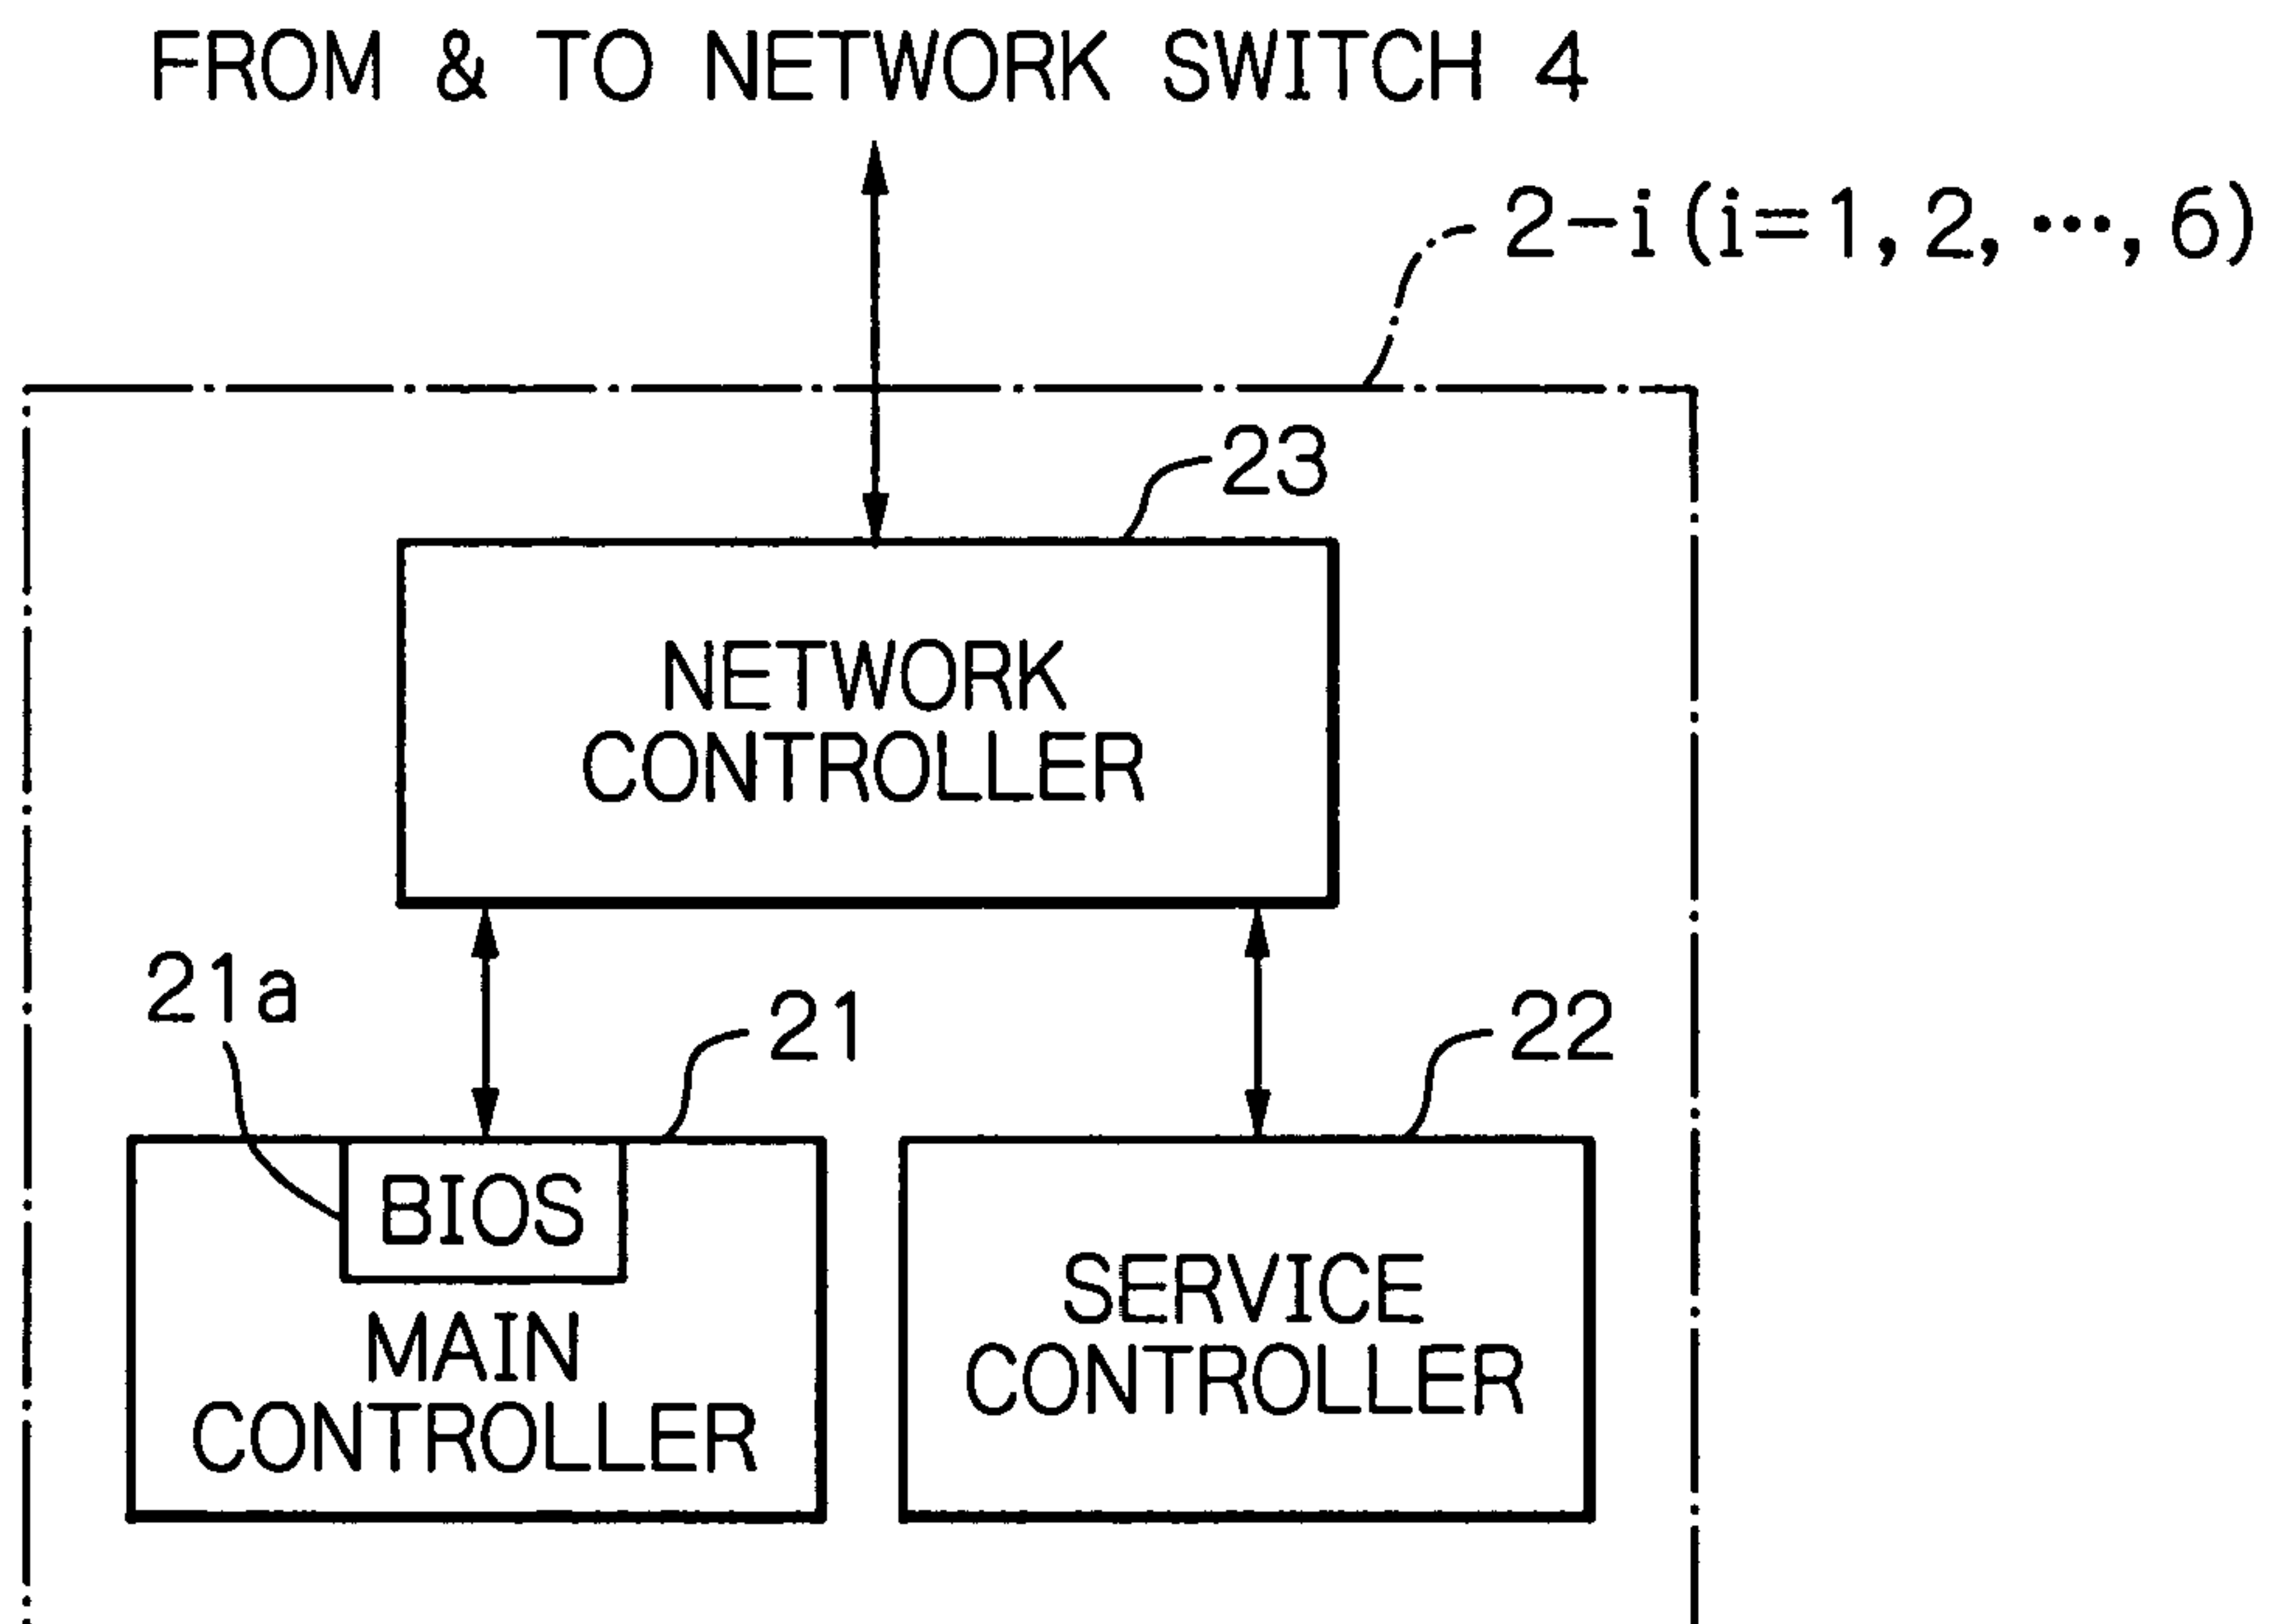 FROM & TO NETWORK SWITCH 4
2-i (i=1, 2, ⋯, 6)
23
NETWORK
CONTROLLER
21a
21
22
BIOS
MAIN
CONTROLLER
SERVICE
CONTROLLER